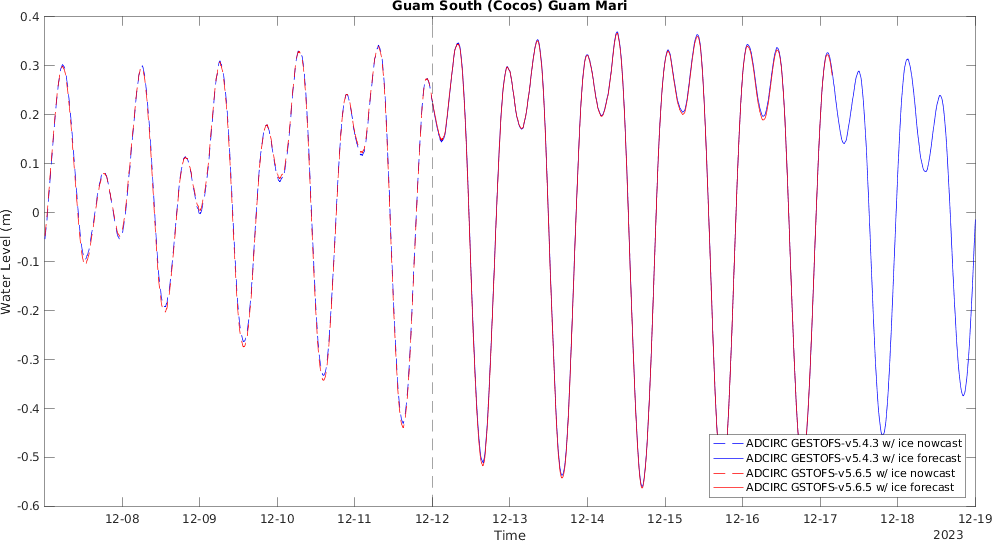 Guam South (Cocos) Guam Mari
0.4
0.3
0.2
0.1
0
-0.1
-0.2
-0.3
-0.4
-0.5
-0.6
Water Level (m)
ADCIRC GESTOFS-v5.4.3 w/ ice nowcast
ADCIRC GESTOFS-v5.4.3 w/ ice forecast
ADCIRC GSTOFS-v5.6.5 w/ ice nowcast
ADCIRC GSTOFS-v5.6.5 w/ ice forecast
12-08 12-09 12-10 12-11 12-12 12-13 12-14 12-15 12-16 12-17 12-18 12-19
Time
2023